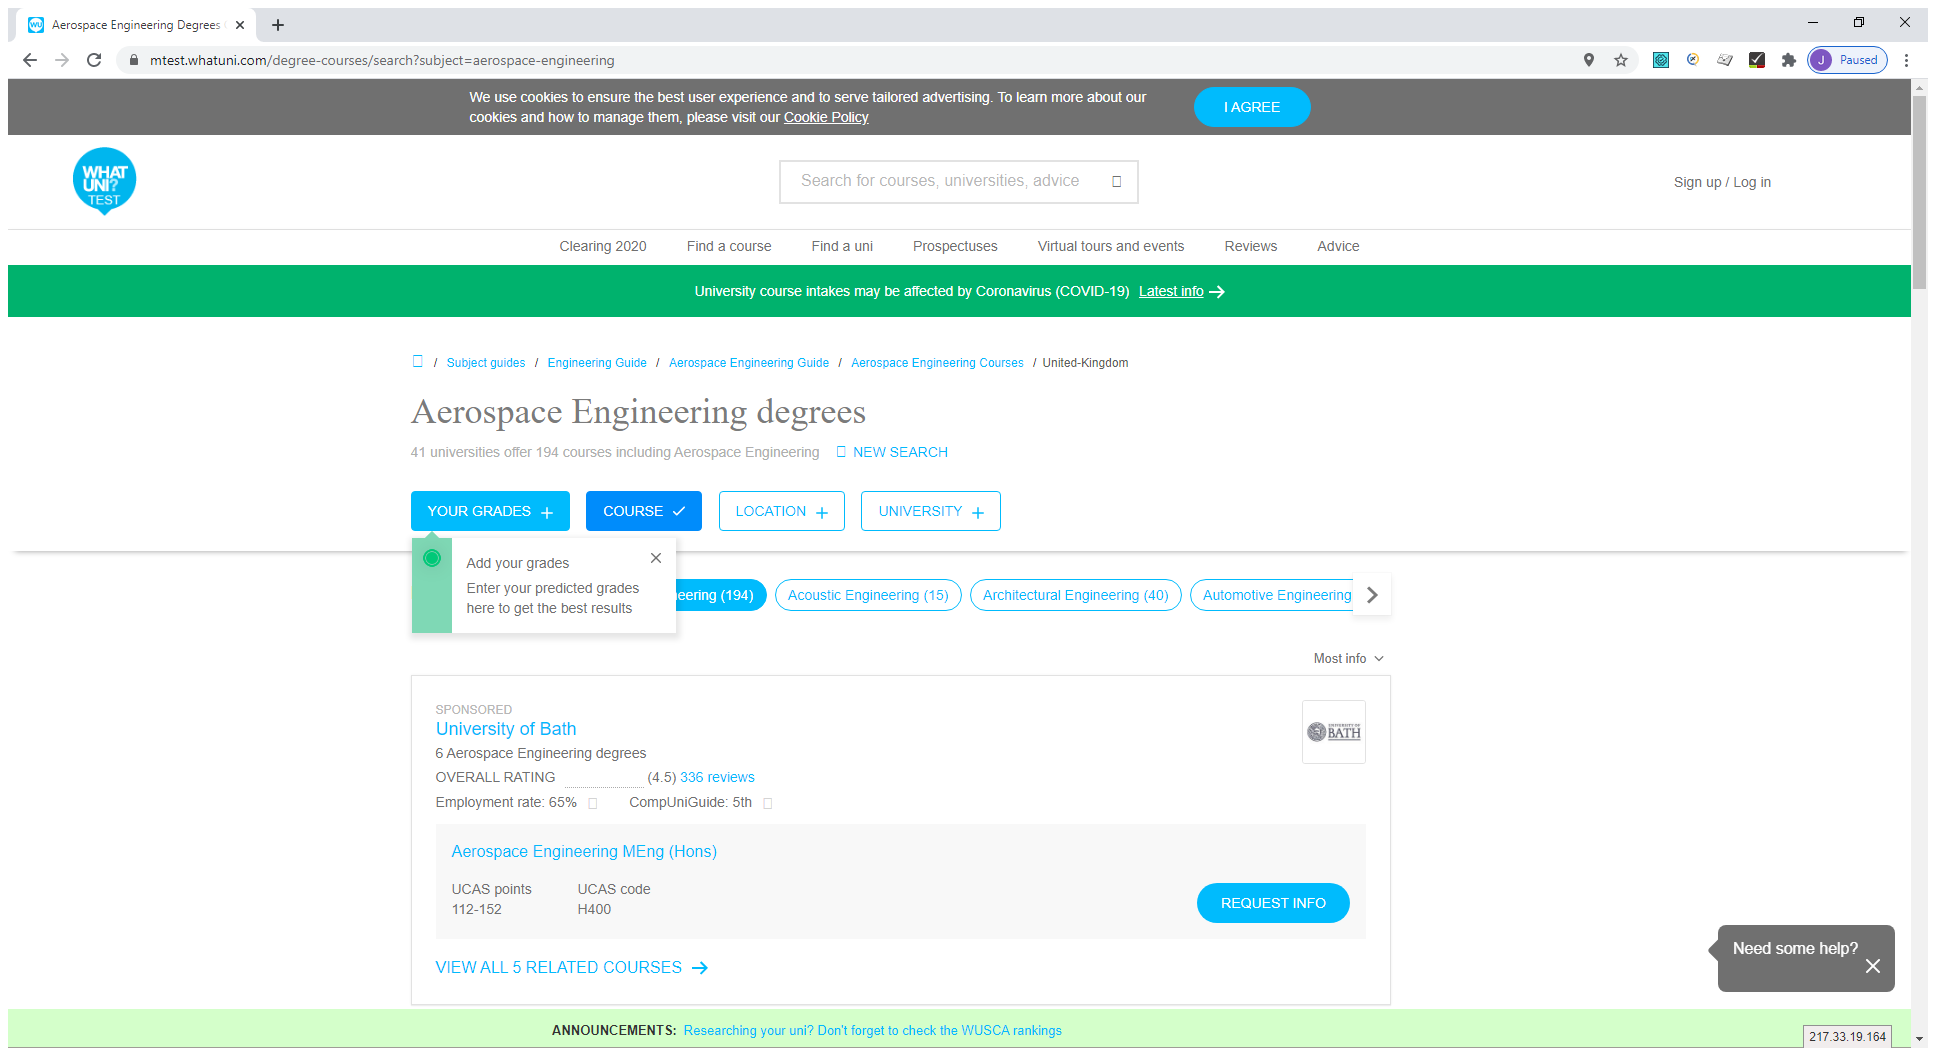 Aerospace Engineering Degrees
mtest.whatuni.com/degree-courses/search?subject=aerospace-engineering
J Paused
We use cookies to ensure the best user experience and to serve tailored advertising. To learn more about our
cookies and how to manage them, please visit our Cookie Policy
I AGREE
WHAT
UNI?
TEST
Search for courses, universities, advice
Sign up / Log in
Clearing 2020 Find a course Find a uni Prospectuses Virtual tours and events Reviews Advice
University course intakes may be affected by Coronavirus (COVID-19) Latest info
/ Subject guides / Engineering Guide / Aerospace Engineering Guide / Aerospace Engineering Courses / United-Kingdom
Aerospace Engineering degrees
41 universities offer 194 courses including Aerospace Engineering NEW SEARCH
YOUR GRADES + COURSE LOCATION + UNIVERSITY +
Add your grades
Enter your predicted grades
here to get the best results
neering (194) Acoustic Engineering (15) Architectural Engineering (40) Automotive Engineering
Most info
SPONSORED
University of Bath
UNIVERSITY OF
BATH
6 Aerospace Engineering degrees
OVERALL RATING (4.5) 336 reviews
Employment rate: 65% CompUniGuide: 5th
Aerospace Engineering MEng (Hons)
UCAS points UCAS code
112-152 H400
REQUEST INFO
VIEW ALL 5 RELATED COURSES
Need some help?
ANNOUNCEMENTS: Researching your uni? Don't forget to check the WUSCA rankings
217.33.19.164